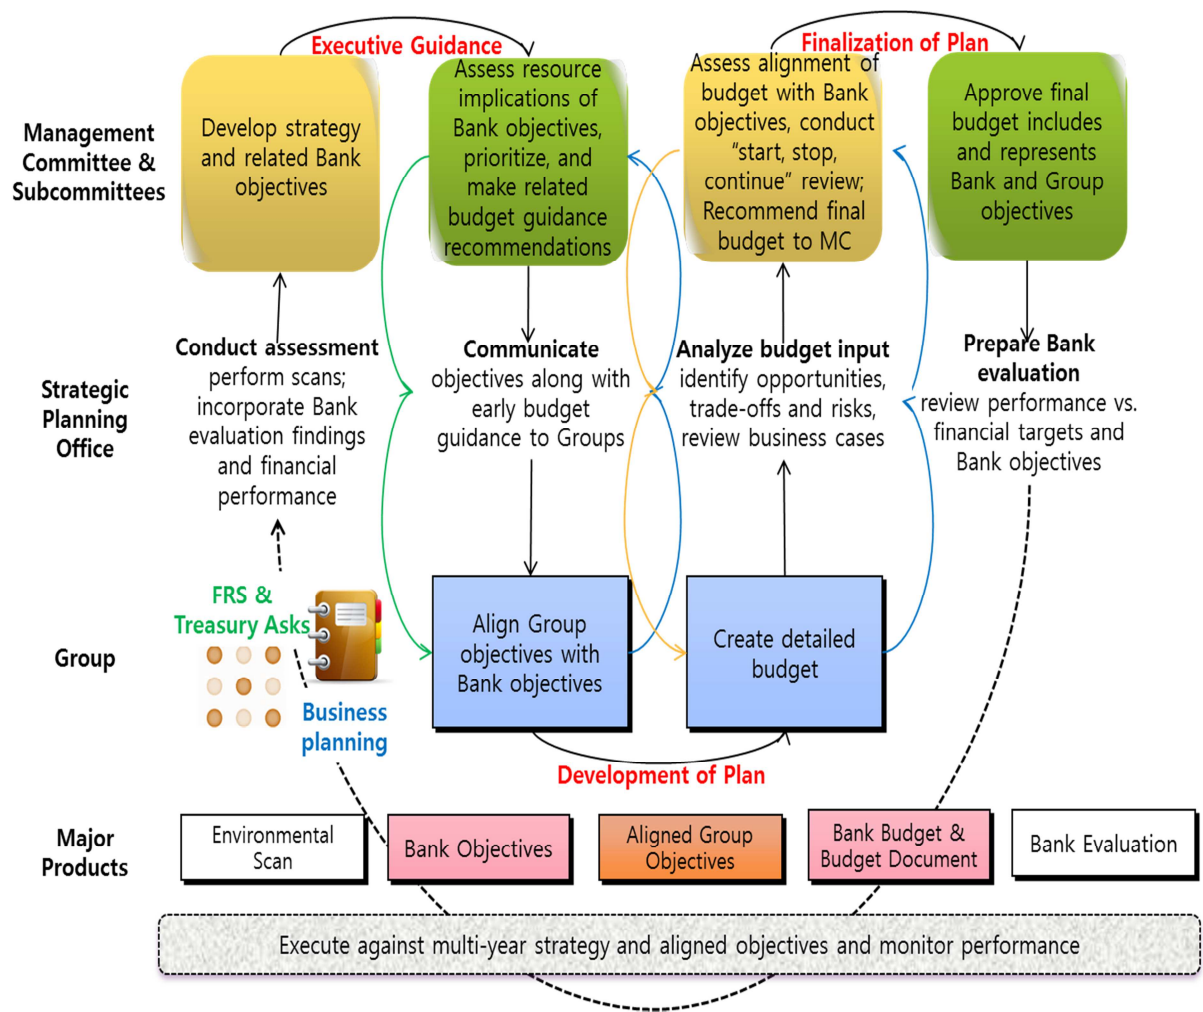 Executive Guidance
Finalization of Plan
Management
Committee &
Subcommittees
Develop strategy
and related Bank
objectives
Assess resource
implications of
Bank objectives,
prioritize, and
make related
budget guidance
recommendations
Assess alignment of
budget with Bank
objectives, conduct
“start, stop,
continue” review;
Recommend final
budget to MC
Approve final
budget includes
and represents
Bank and Group
objectives
Strategic
Planning
Office
Conduct assessment
perform scans;
incorporate Bank
evaluation findings
and financial
performance
Communicate
objectives along with
early budget
guidance to Groups
Analyze budget input
identify opportunities,
trade-offs and risks,
review business cases
Prepare Bank
evaluation
review performance vs.
financial targets and
Bank objectives
Group
FRS &
Treasury Asks
Business
planning
Align Group
objectives with
Bank objectives
Create detailed
budget
Development of Plan
Major
Products
Environmental
Scan
Bank Objectives
Aligned Group
Objectives
Bank Budget &
Budget Document
Bank Evaluation
Execute against multi-year strategy and aligned objectives and monitor performance